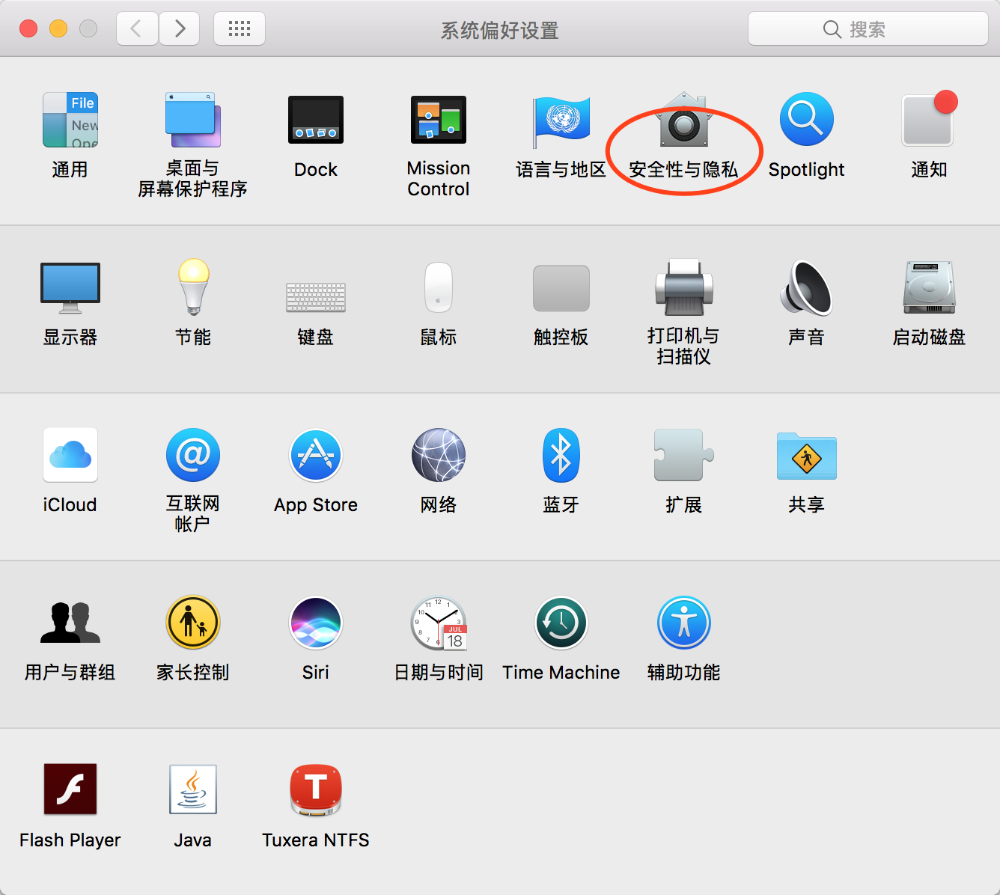 系统偏好设置
搜索
File
New
Ope
通用
桌面与
屏幕保护程序
Dock
Mission
Control
语言与地区
安全性与隐私
Spotlight
通知
显示器
节能
键盘
鼠标
触控板
打印机与
扫描仪
声音
启动磁盘
iCloud
互联网
帐户
App Store
网络
蓝牙
扩展
共享
用户与群组
家长控制
Siri
JUL
18
日期与时间
Time Machine
辅助功能
Flash Player
Java
T
Tuxera NTFS